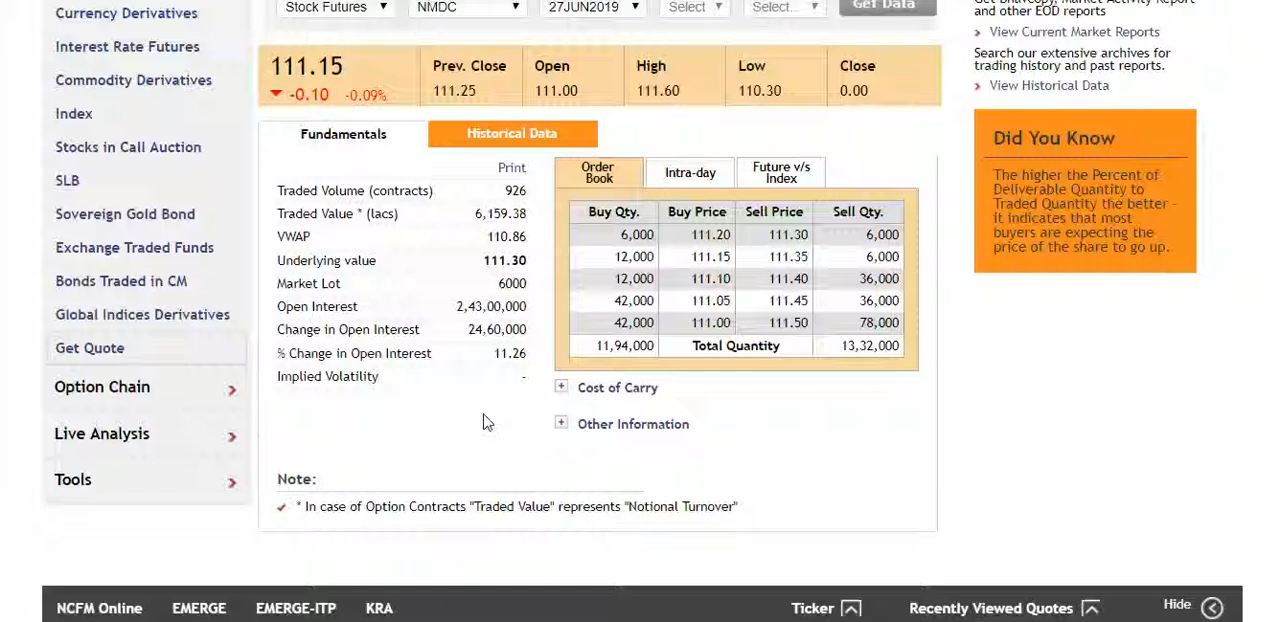 Currency Derivatives
Interest Rate Futures
Commodity Derivatives
Index
Stocks in Call Auction
SLB
Sovereign Gold Bond
Exchange Traded Funds
Bonds Traded in CM
Global Indices Derivatives
Get Quote
Option Chain
Live Analysis
Tools
Stock Futures NMDC 27JUN2019 Select Select... Get Data
111.15
-0.10 -0.09%
Prev. Close Open High Low Close
111.25 111.00 111.60 110.30 0.00
Fundamentals Historical Data
Print
Traded Volume (contracts) 926
Traded Value * (lacs) 6,159.38
VWAP 110.86
Underlying value 111.30
Market Lot 6000
Open Interest 2,43,00,000
Change in Open Interest 24,60,000
% Change in Open Interest 11.26
Implied Volatility -
Order
Book
Intra-day
Future v/s
Index
Buy Qty. Buy Price Sell Price Sell Qty.
6,000 111.20 111.30 6,000
12,000 111.15 111.35 6,000
12,000 111.10 111.40 36,000
42,000 111.05 111.45 36,000
42,000 111.00 111.50 78,000
11,94,000 Total Quantity 13,32,000
Cost of Carry
Other Information
Note:
* In case of Option Contracts "Traded Value" represents "Notional Turnover"
Get Bhavcopy, Market Activity Report
and other EOD reports
View Current Market Reports
Search our extensive archives for
trading history and past reports.
View Historical Data
Did You Know
The higher the Percent of
Deliverable Quantity to
Traded Quantity the better -
it indicates that most
buyers are expecting the
price of the share to go up.
NCFM Online EMERGE EMERGE-ITP KRA Ticker Recently Viewed Quotes Hide